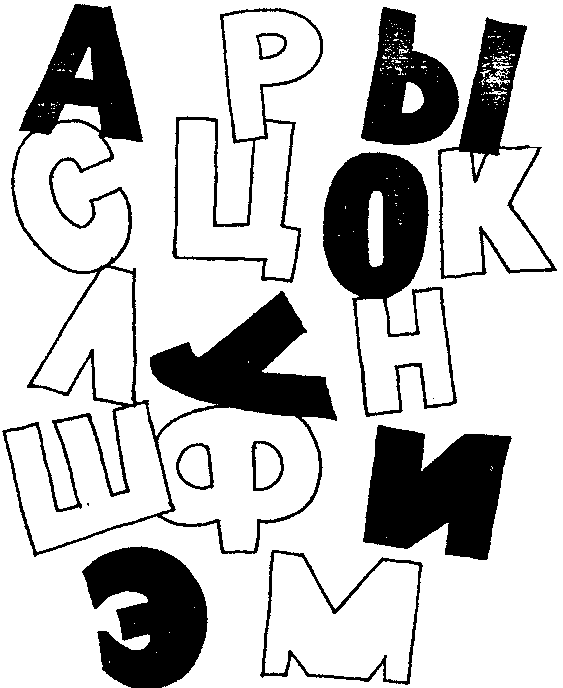 А Р Ы
С Ц О К
Л У Н
Ш Ф И
Э М